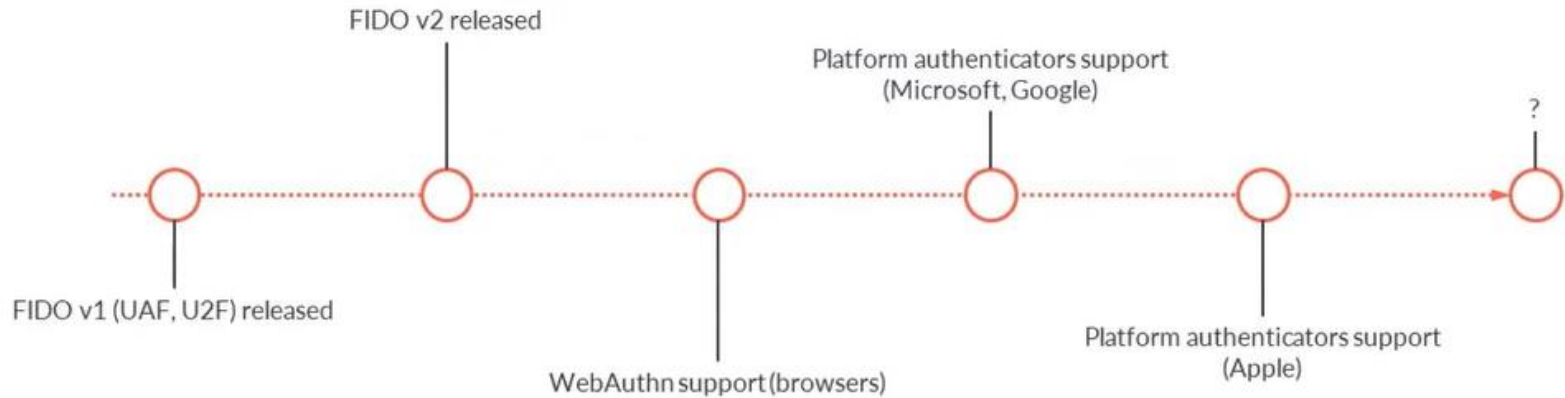 FIDO v2 released
Platform authenticators support
(Microsoft, Google)
?
FIDO v1 (UAF, U2F) released
WebAuthn support (browsers)
Platform authenticators support
(Apple)